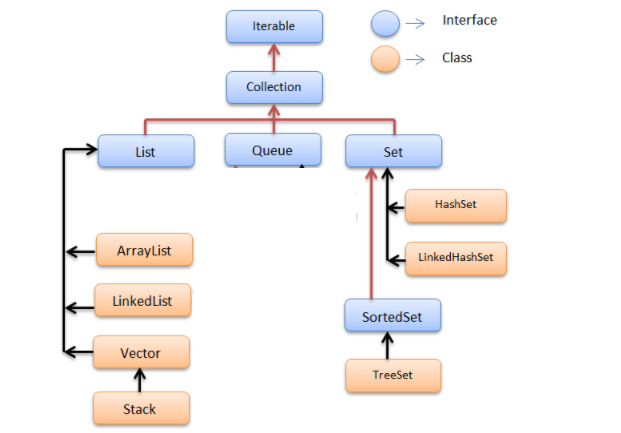 Iterable
Interface
Class
Collection
List
Queue
Set
HashSet
ArrayList
LinkedHashSet
LinkedList
SortedSet
Vector
TreeSet
Stack